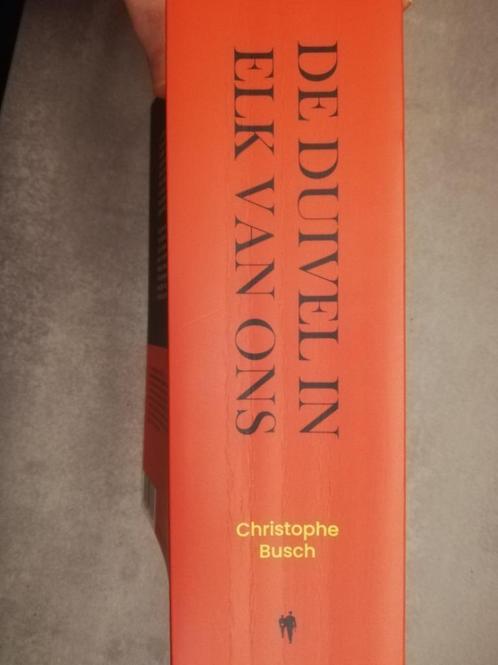 DE DUIVEL IN
ELK VAN ONS
Christophe
Busch